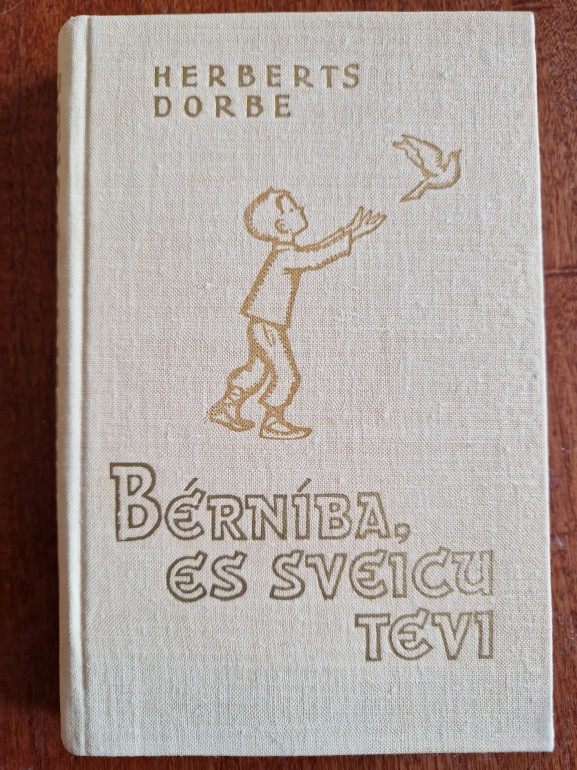 HERBERTS
DORBE
BÉRNÍBA,
ES SVEICU
TEVI